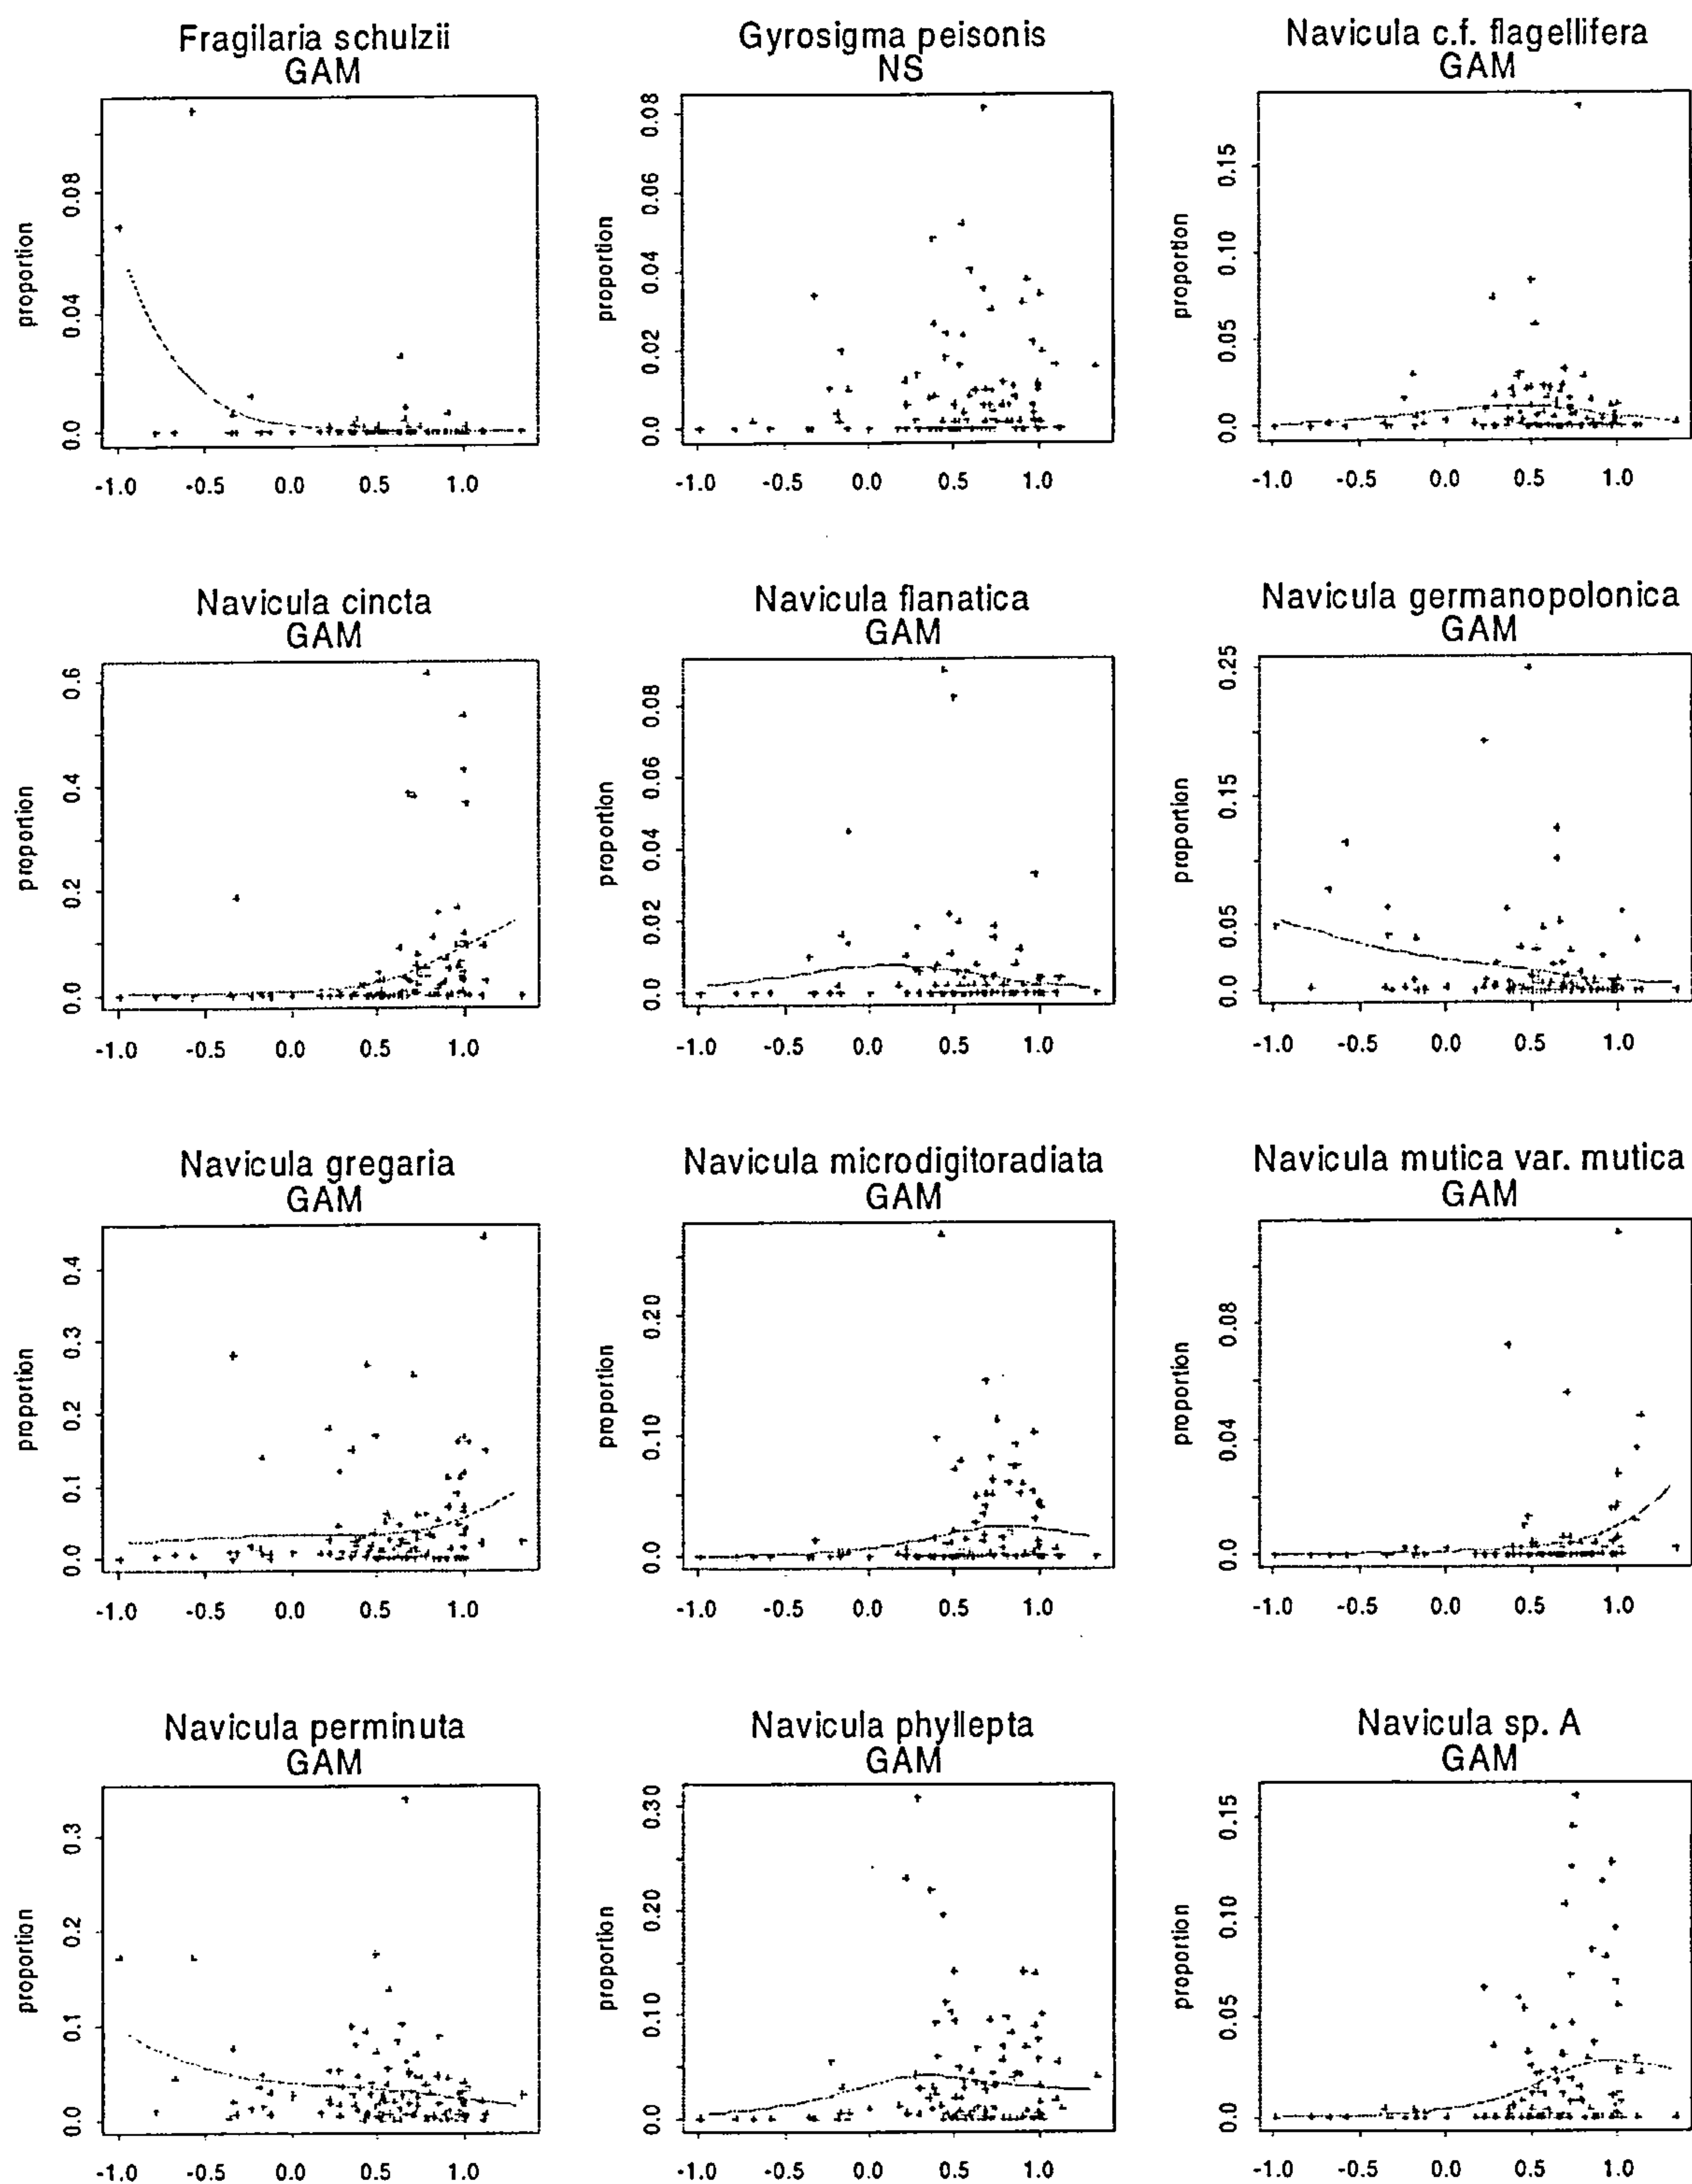 Fragilaria schulzii
GAM
Gyrosigma peisonis
NS
Navicula c.f. flagellifera
GAM
proportion
0.0 0.04 0.08
-1.0 -0.5 0.0 0.5 1.0
proportion
0.0 0.02 0.04 0.06 0.08
-1.0 -0.5 0.0 0.5 1.0
proportion
0.0 0.05 0.10 0.15
-1.0 -0.5 0.0 0.5 1.0
Navicula cincta
GAM
Navicula flanatica
GAM
Navicula germanopolonica
GAM
proportion
0.0 0.2 0.4 0.6
-1.0 -0.5 0.0 0.5 1.0
proportion
0.0 0.02 0.04 0.06 0.08
-1.0 -0.5 0.0 0.5 1.0
proportion
0.0 0.05 0.15 0.25
-1.0 -0.5 0.0 0.5 1.0
Navicula gregaria
GAM
Navicula microdigitoradiata
GAM
Navicula mutica var. mutica
GAM
proportion
0.0 0.1 0.2 0.3 0.4
-1.0 -0.5 0.0 0.5 1.0
proportion
0.0 0.10 0.20
-1.0 -0.5 0.0 0.5 1.0
proportion
0.0 0.04 0.08
-1.0 -0.5 0.0 0.5 1.0
Navicula perminuta
GAM
Navicula phyllepta
GAM
Navicula sp. A
GAM
proportion
0.0 0.1 0.2 0.3
-1.0 -0.5 0.0 0.5 1.0
proportion
0.0 0.10 0.20 0.30
-1.0 -0.5 0.0 0.5 1.0
proportion
0.0 0.05 0.10 0.15
-1.0 -0.5 0.0 0.5 1.0